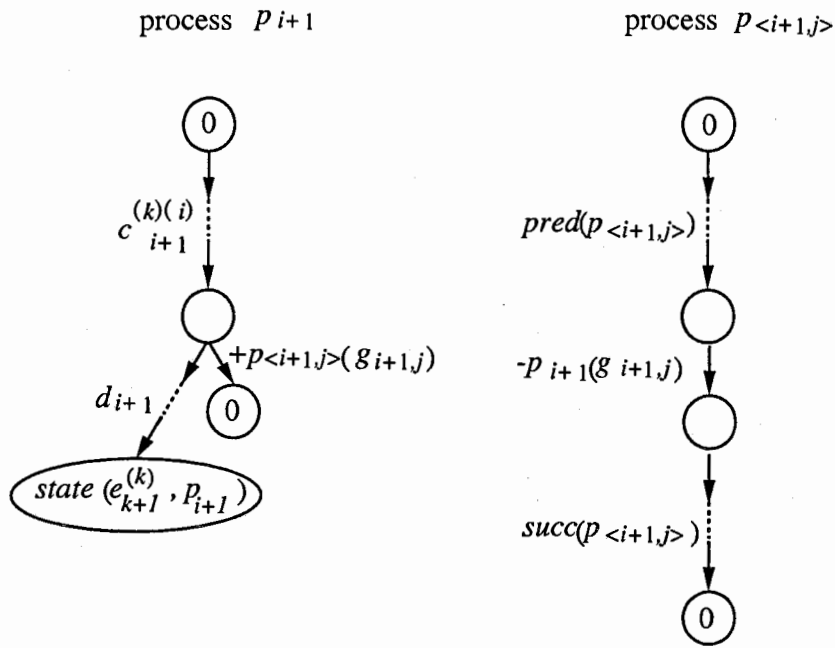 process p i+1
process p<i+1,j>
0
0
c (k)(i) i+1
pred(p<i+1,j>)
+p<i+1,j>(g i+1,j)
-p i+1(g i+1,j)
d i+1
0
state (e (k) k+1 , p i+1 )
succ(p<i+1,j>)
0